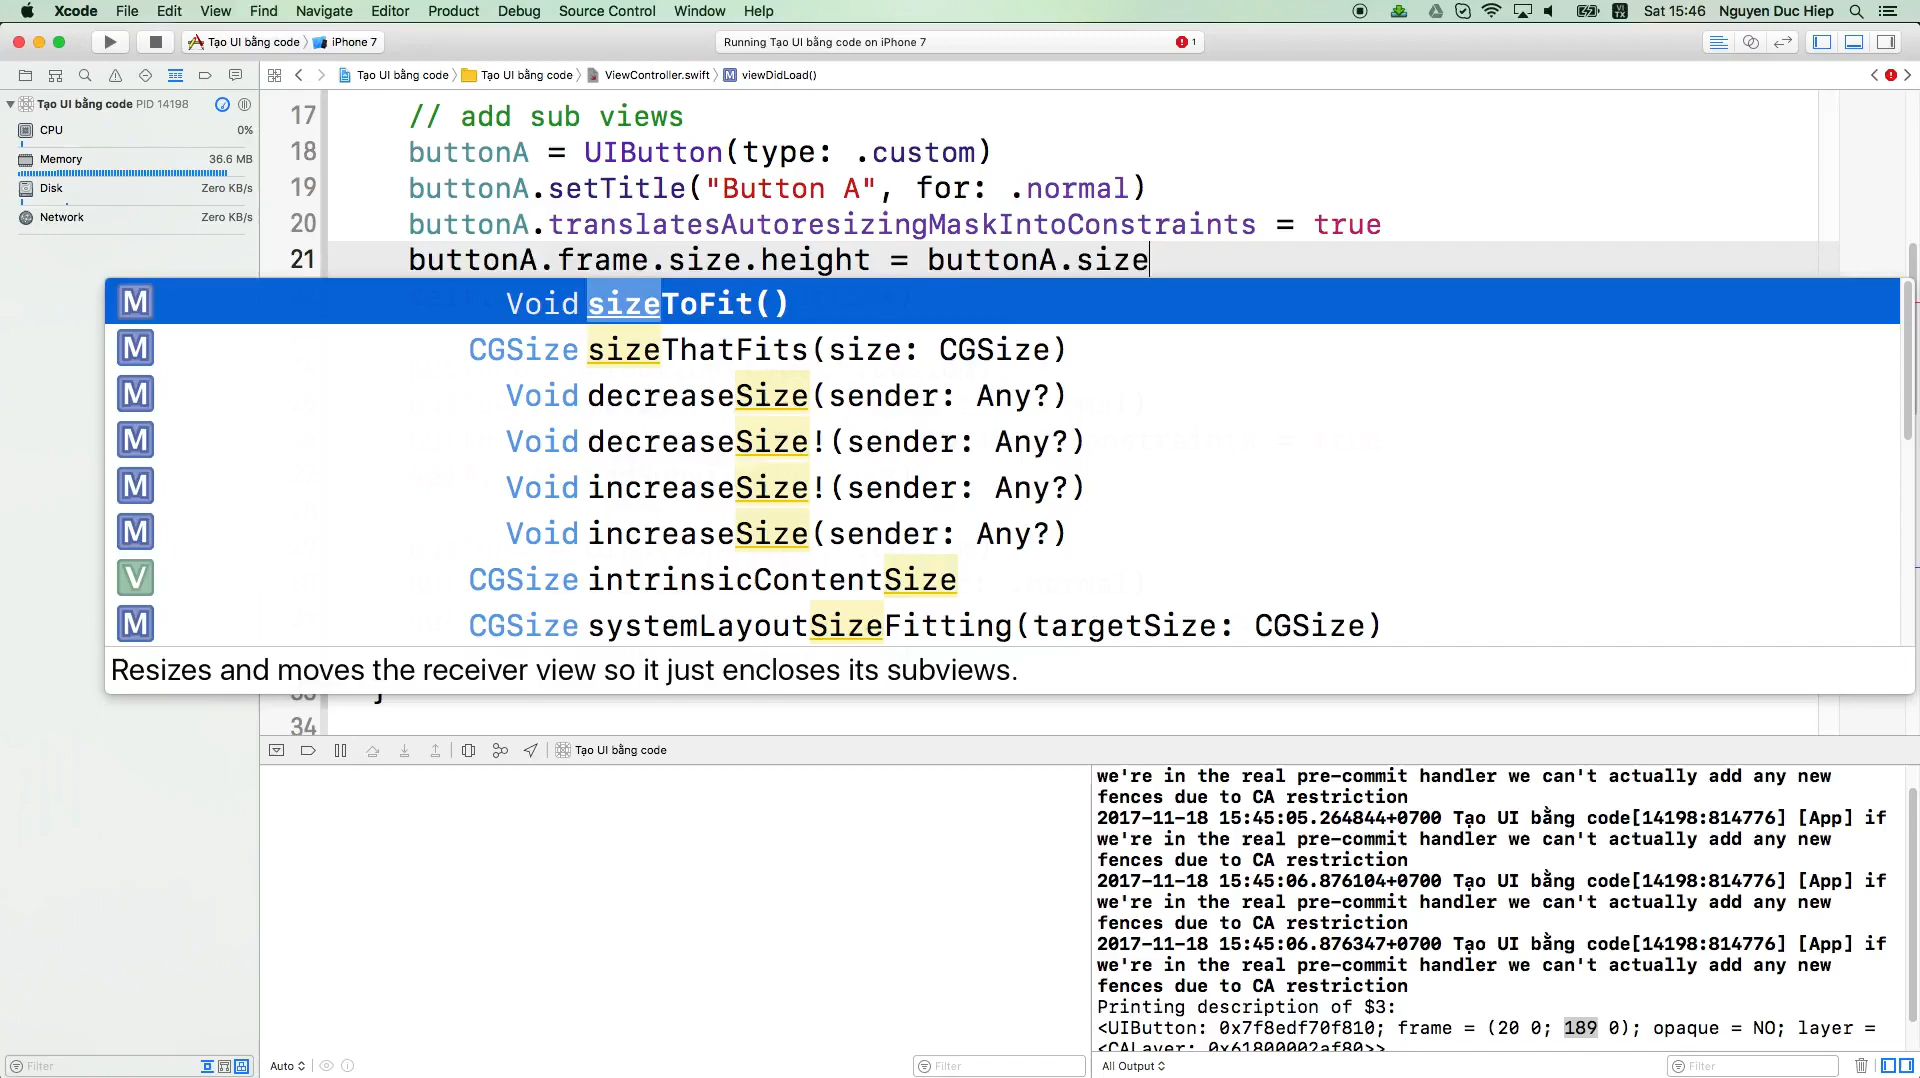 Xcode File Edit View Find Navigate Editor Product Debug Source Control Window Help Sat 15:46 Nguyen Duc Hiep
Tạo UI bằng code iPhone 7 Running Tạo UI bằng code on iPhone 7 1
Tạo UI bằng code Tạo UI bằng code ViewController.swift M viewDidLoad()
Tạo UI bằng code PID 14198
CPU 0%
Memory 36.6 MB
Disk Zero KB/s
Network Zero KB/s
17 // add sub views
18 buttonA = UIButton(type: .custom)
19 buttonA.setTitle("Button A", for: .normal)
20 buttonA.translatesAutoresizingMaskIntoConstraints = true
21 buttonA.frame.size.height = buttonA.size
M Void sizeToFit()
M CGSize sizeThatFits(size: CGSize)
M Void decreaseSize(sender: Any?)
M Void decreaseSize!(sender: Any?)
M Void increaseSize!(sender: Any?)
M Void increaseSize(sender: Any?)
V CGSize intrinsicContentSize
M CGSize systemLayoutSizeFitting(targetSize: CGSize)
Resizes and moves the receiver view so it just encloses its subviews.
34
Tạo UI bằng code
we're in the real pre-commit handler we can't actually add any new
fences due to CA restriction
2017-11-18 15:45:05.264844+0700 Tạo UI bằng code[14198:814776] [App] if
we're in the real pre-commit handler we can't actually add any new
fences due to CA restriction
2017-11-18 15:45:06.876104+0700 Tạo UI bằng code[14198:814776] [App] if
we're in the real pre-commit handler we can't actually add any new
fences due to CA restriction
2017-11-18 15:45:06.876347+0700 Tạo UI bằng code[14198:814776] [App] if
we're in the real pre-commit handler we can't actually add any new
fences due to CA restriction
Printing description of $3:
<UIButton: 0x7f8edf70f810; frame = (20 0; 189 0); opaque = NO; layer =
<CALayer: 0x61800002af80>>
Filter Auto Filter All Output Filter